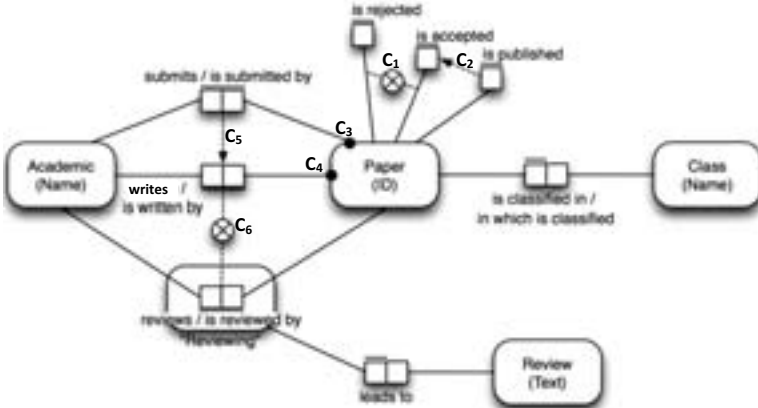 is rejected
is accepted
is published
C1
C2
submits / is submitted by
C3
C5
Academic
(Name)
writes /
is written by
C4
Paper
(ID)
Class
(Name)
is classified in /
in which is classified
C6
reviews / is reviewed by
"Reviewing"
Review
(Text)
leads to